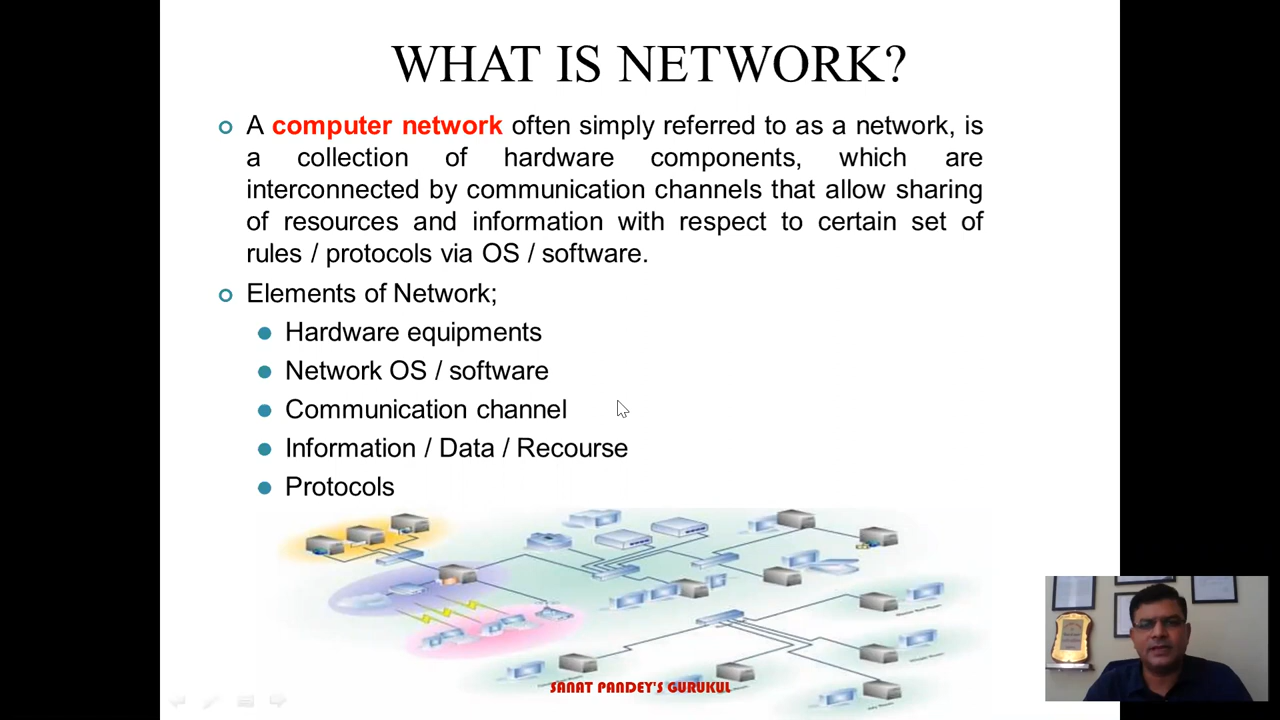 WHAT IS NETWORK?
A computer network often simply referred to as a network, is
a collection of hardware components, which are
interconnected by communication channels that allow sharing
of resources and information with respect to certain set of
rules / protocols via OS / software.
Elements of Network;
Hardware equipments
Network OS / software
Communication channel
Information / Data / Recourse
Protocols
SANAT PANDEY'S GURUKUL